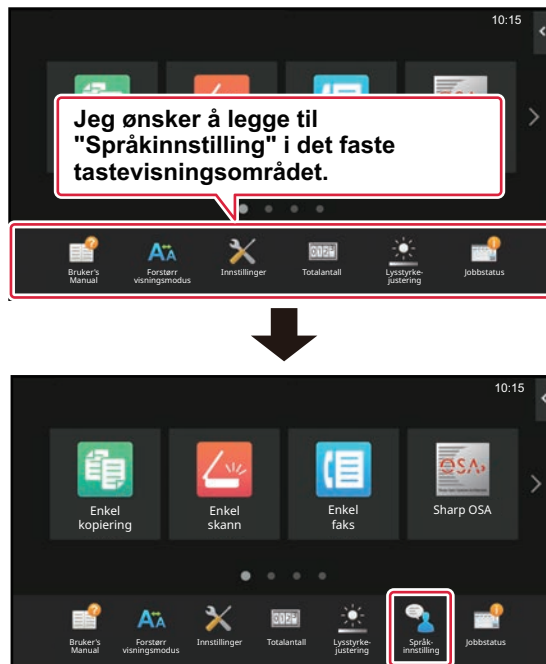 10:15
Jeg ønsker å legge til
"Språkinnstilling" i det faste
tastevisningsområdet.
Bruker's
Manual
Forstørr
visningsmodus
Innstillinger
Totalantall
Lysstyrke-
justering
Jobbstatus
10:15
Enkel
kopiering
Enkel
skann
Enkel
faks
Sharp OSA
Bruker's
Manual
Forstørr
visningsmodus
Innstillinger
Totalantall
Lysstyrke-
justering
Språk-
innstilling
Jobbstatus